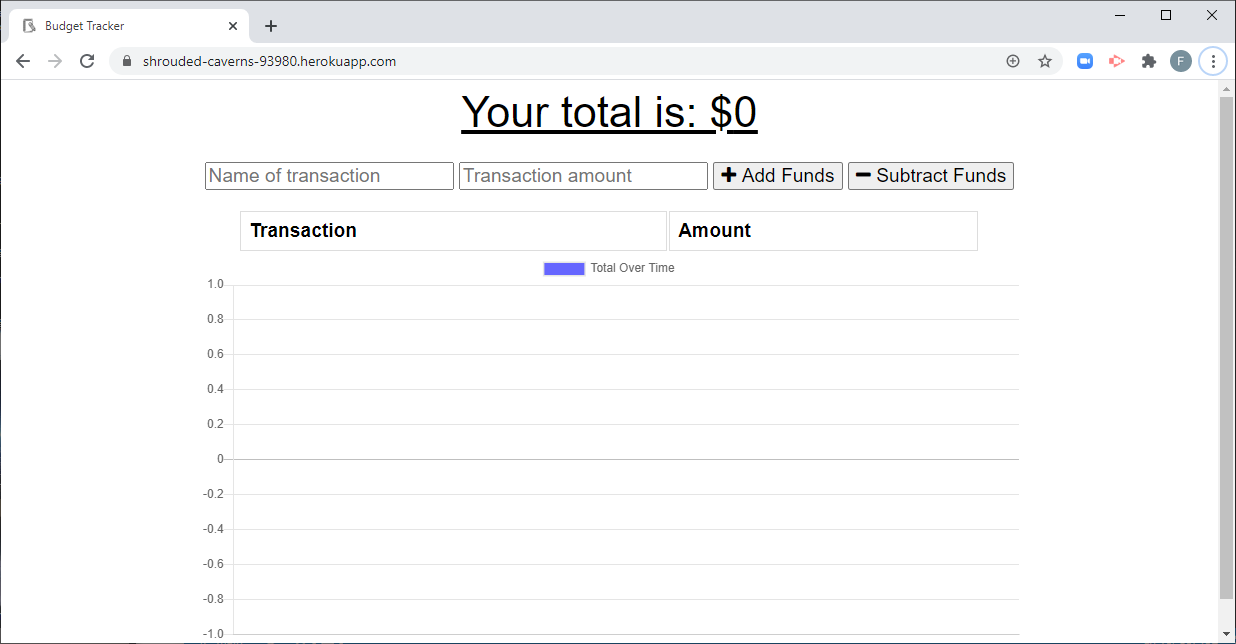 Budget Tracker
shrouded-caverns-93980.herokuapp.com
F
Your total is: $0
Name of transaction Transaction amount Add Funds Subtract Funds
Transaction Amount
Total Over Time
1.0
0.8
0.6
0.4
0.2
0
-0.2
-0.4
-0.6
-0.8
-1.0